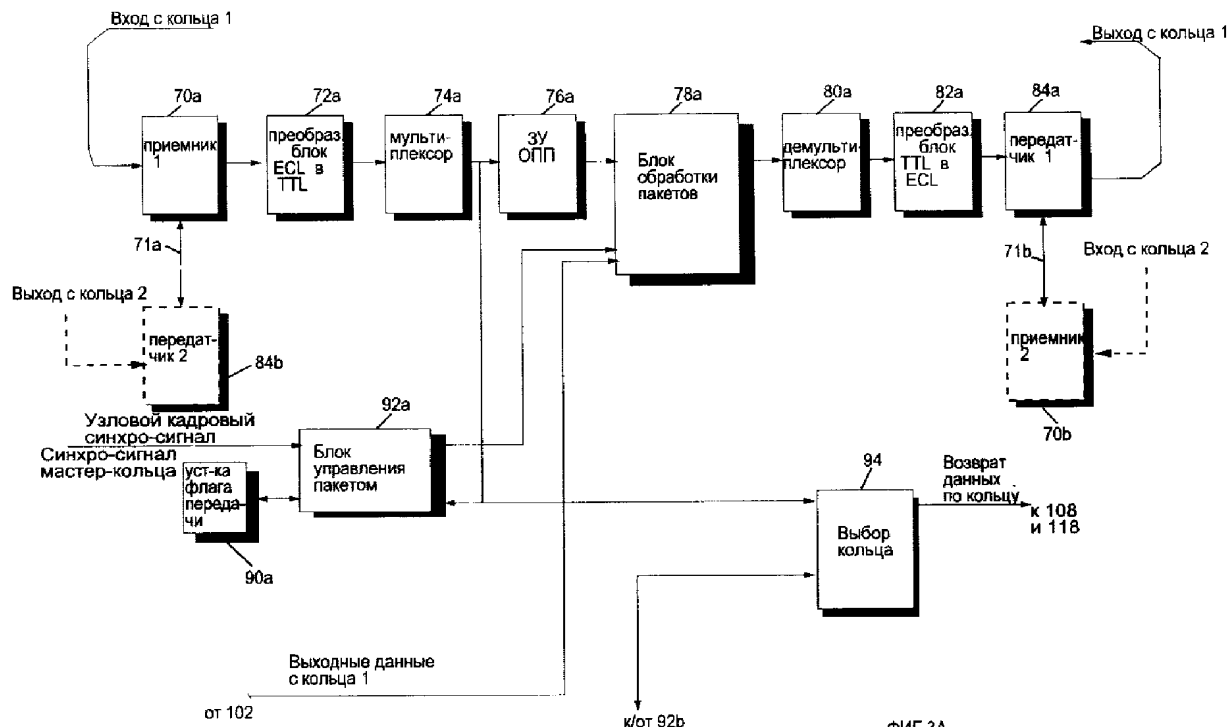 Вход с кольца 1
Выход с кольца 1
70a
72a
74a
76a
78a
80a
82a
84a
приемник
1
преобраз.
блок
ECL в
TTL
мульти-
плексор
ЗУ
ОПП
Блок
обработки
пакетов
демульти-
плексор
преобраз.
блок
TTL в
ECL
передат-
чик 1
71a
71b
Выход с кольца 2
Вход с кольца 2
передат-
чик 2
84b
приемник
2
70b
Узловой кадровый
синхро-сигнал
Синхро-сигнал
мастер-кольца
92a
Блок
управления
пакетом
уст-ка
флага
переда-
чи
90a
94
Выбор
кольца
Возврат
данных
по кольцу
к 108
и 118
Выходные данные
с кольца 1
от 102
к/от 92b
ФИГ.3А